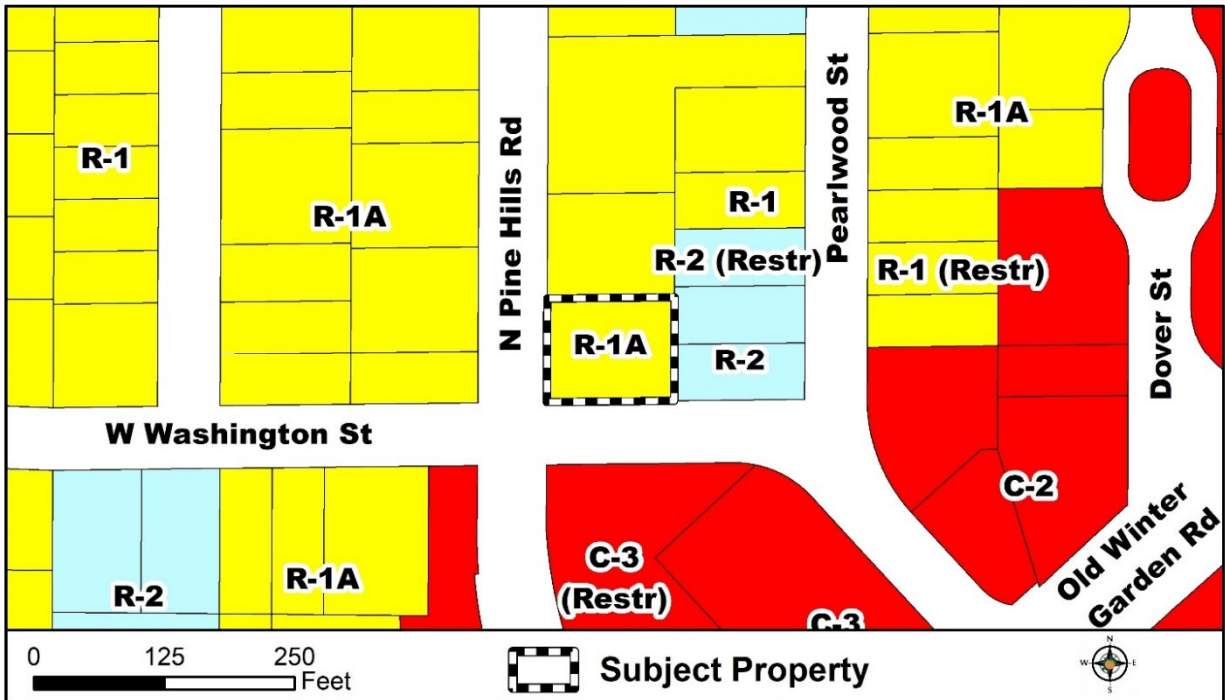 R-1
R-1A
N Pine Hills Rd
R-1A
R-1
R-2 (Restr)
R-2
Pearlwood St
R-1A
R-1 (Restr)
Dover St
W Washington St
R-2
R-1A
C-3
(Restr)
C-3
C-2
Old Winter
Garden Rd
0 125 250
Feet
Subject Property
N
W E
S